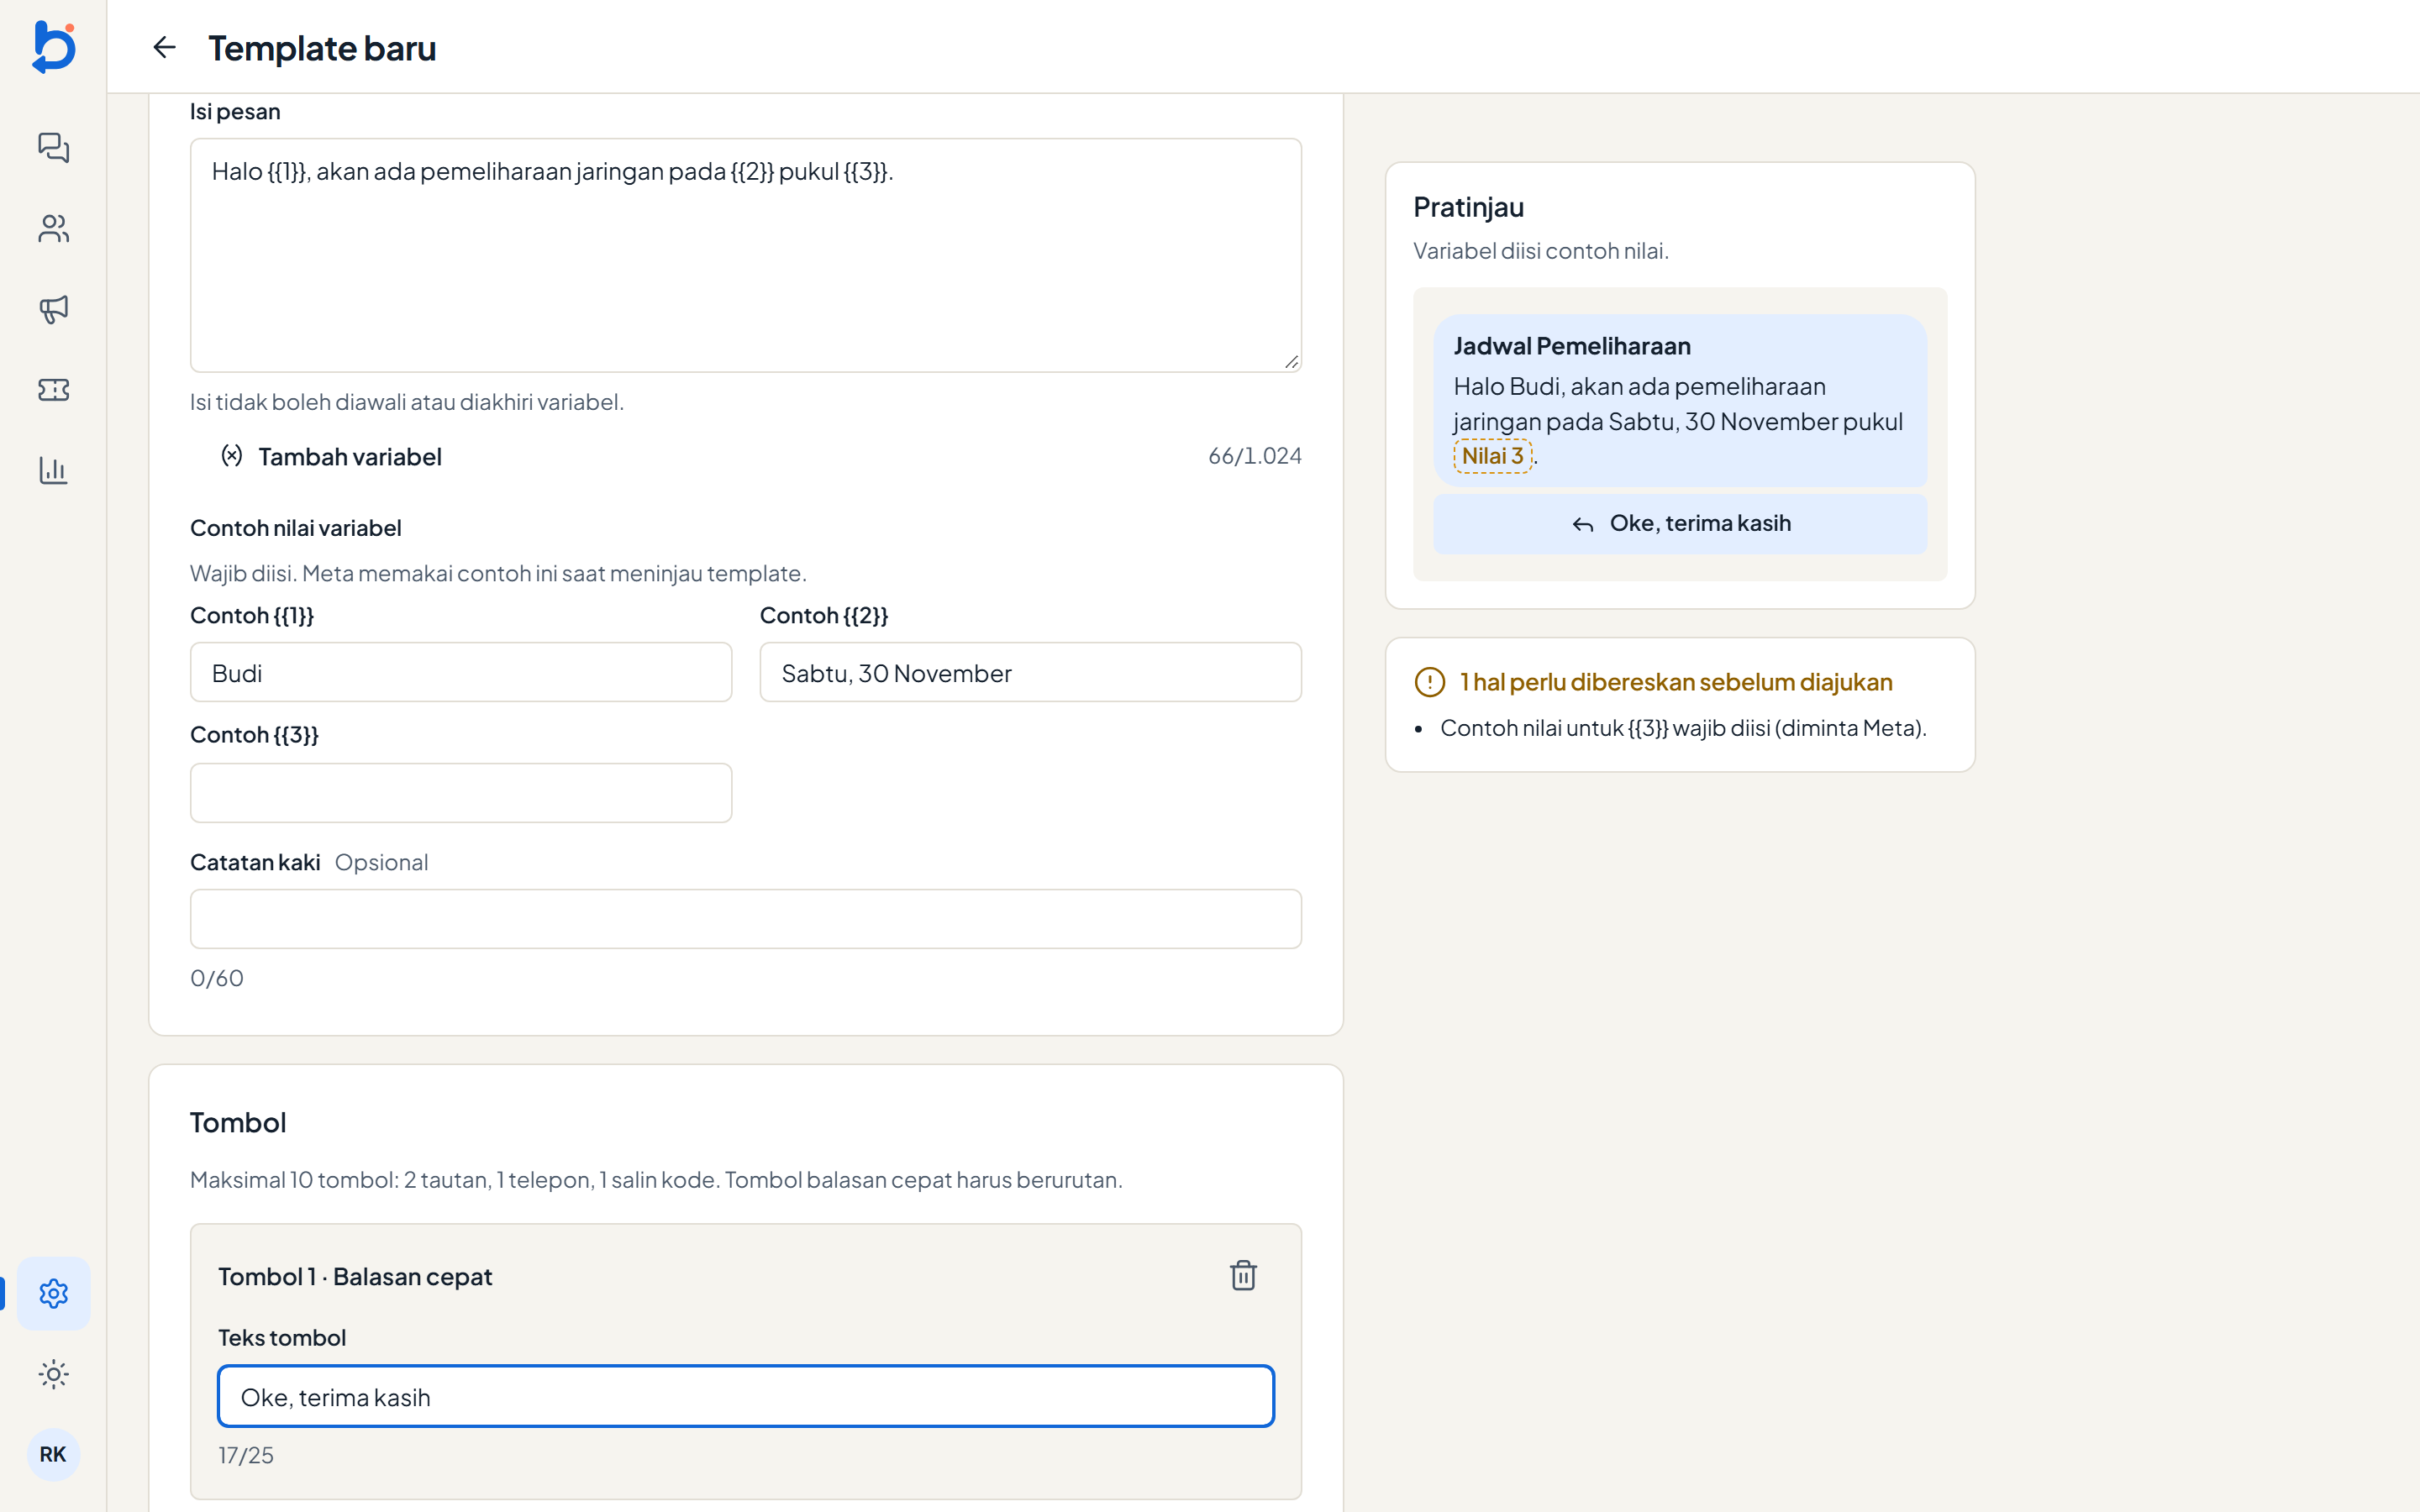 Template baru
Isi pesan
Halo {{1}}, akan ada pemeliharaan jaringan pada {{2}} pukul {{3}}.
Isi tidak boleh diawali atau diakhiri variabel.
Tambah variabel
66/1.024
Contoh nilai variabel
Wajib diisi. Meta memakai contoh ini saat meninjau template.
Contoh {{1}}
Contoh {{2}}
Budi
Sabtu, 30 November
Contoh {{3}}
Catatan kaki Opsional
0/60
Tombol
Maksimal 10 tombol: 2 tautan, 1 telepon, 1 salin kode. Tombol balasan cepat harus berurutan.
Tombol 1 · Balasan cepat
Teks tombol
Oke, terima kasih
17/25
Pratinjau
Variabel diisi contoh nilai.
Jadwal Pemeliharaan
Halo Budi, akan ada pemeliharaan
jaringan pada Sabtu, 30 November pukul
Nilai 3.
Oke, terima kasih
1 hal perlu dibereskan sebelum diajukan
• Contoh nilai untuk {{3}} wajib diisi (diminta Meta).
RK